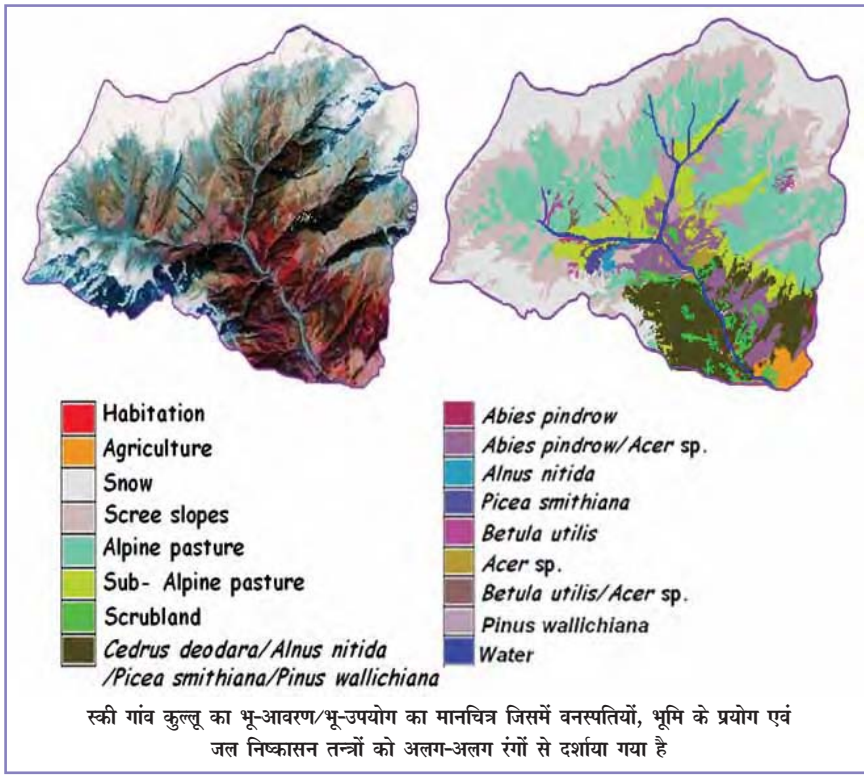 Habitation
Agriculture
Snow
Scree slopes
Alpine pasture
Sub- Alpine pasture
Scrubland
Cedrus deodara/Alnus nitida
/Picea smithiana/Pinus wallichiana
Abies pindrow
Abies pindrow/Acer sp.
Alnus nitida
Picea smithiana
Betula utilis
Acer sp.
Betula utilis/Acer sp.
Pinus wallichiana
Water
स्की गांव कुल्लू का भू-आवरण/भू-उपयोग का मानचित्र जिसमें वनस्पतियों, भूमि के प्रयोग एवं
जल निष्कासन तन्त्रों को अलग-अलग रंगों से दर्शाया गया है